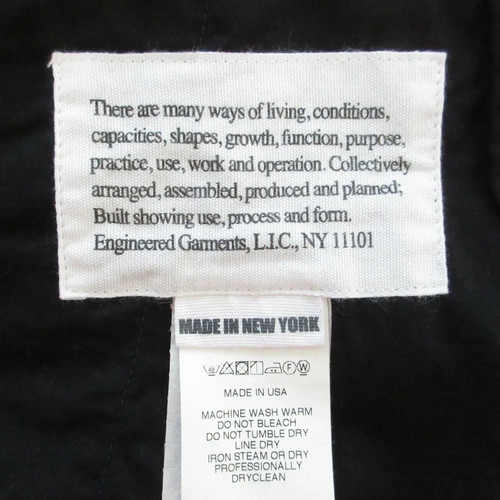 There are many ways of living, conditions,
capacities, shapes, growth, function, purpose,
practice, use, work and operation. Collectively
arranged, assembled, produced and planned;
Built showing use, process and form.
Engineered Garments, L.I.C., NY 11101
MADE IN NEW YORK
MADE IN USA
MACHINE WASH WARM
DO NOT BLEACH
DO NOT TUMBLE DRY
LINE DRY
IRON STEAM OR DRY
PROFESSIONALLY
DRYCLEAN